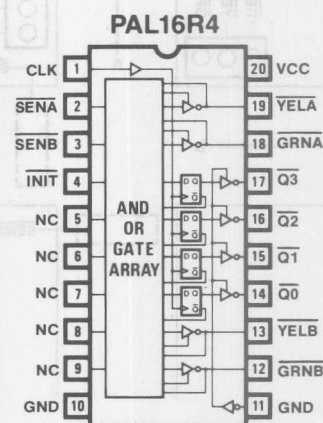 PAL16R4
CLK 1 20 VCC
SENA 2 19 YELA
SENB 3 18 GRNA
INIT 4 17 Q3
NC 5 16 Q2
NC 6 15 Q1
NC 7 14 Q0
NC 8 13 YELB
NC 9 12 GRNB
GND 10 11 GND
AND
OR
GATE
ARRAY
D Q
Q
D Q
Q
D Q
Q
D Q
Q